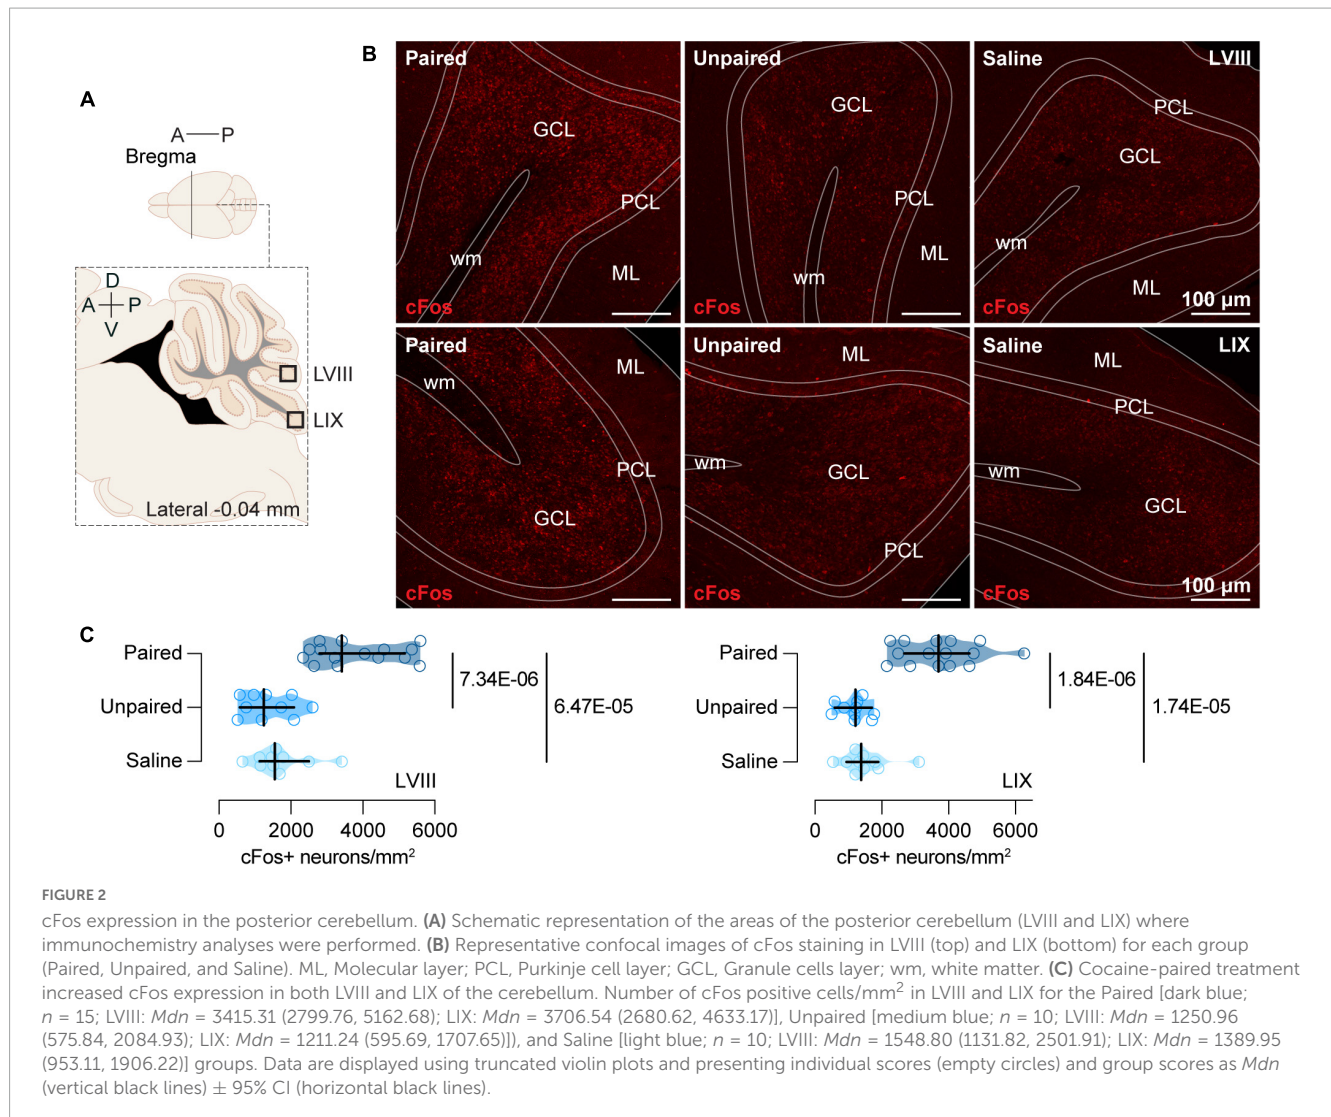 A
A — P
Bregma
D
A P
V
LVIII
LIX
Lateral -0.04 mm
B
Paired
GCL
PCL
wm
ML
cFos
Unpaired
GCL
PCL
wm
ML
cFos
Saline
LVIII
PCL
GCL
wm
ML
cFos
100 µm
Paired
ML
wm
PCL
GCL
cFos
Unpaired
ML
wm
GCL
PCL
cFos
Saline
LIX
ML
PCL
wm
GCL
cFos
100 µm
C
Paired
Unpaired
Saline
7.34E-06
6.47E-05
LVIII
0 2000 4000 6000
cFos+ neurons/mm²
Paired
Unpaired
Saline
1.84E-06
1.74E-05
LIX
0 2000 4000 6000
cFos+ neurons/mm²
FIGURE 2
cFos expression in the posterior cerebellum. (A) Schematic representation of the areas of the posterior cerebellum (LVIII and LIX) where
immunochemistry analyses were performed. (B) Representative confocal images of cFos staining in LVIII (top) and LIX (bottom) for each group
(Paired, Unpaired, and Saline). ML, Molecular layer; PCL, Purkinje cell layer; GCL, Granule cells layer; wm, white matter. (C) Cocaine-paired treatment
increased cFos expression in both LVIII and LIX of the cerebellum. Number of cFos positive cells/mm² in LVIII and LIX for the Paired [dark blue;
n = 15; LVIII: Mdn = 3415.31 (2799.76, 5162.68); LIX: Mdn = 3706.54 (2680.62, 4633.17)], Unpaired [medium blue; n = 10; LVIII: Mdn = 1250.96
(575.84, 2084.93); LIX: Mdn = 1211.24 (595.69, 1707.65)]), and Saline [light blue; n = 10; LVIII: Mdn = 1548.80 (1131.82, 2501.91); LIX: Mdn = 1389.95
(953.11, 1906.22)] groups. Data are displayed using truncated violin plots and presenting individual scores (empty circles) and group scores as Mdn
(vertical black lines) ± 95% CI (horizontal black lines).